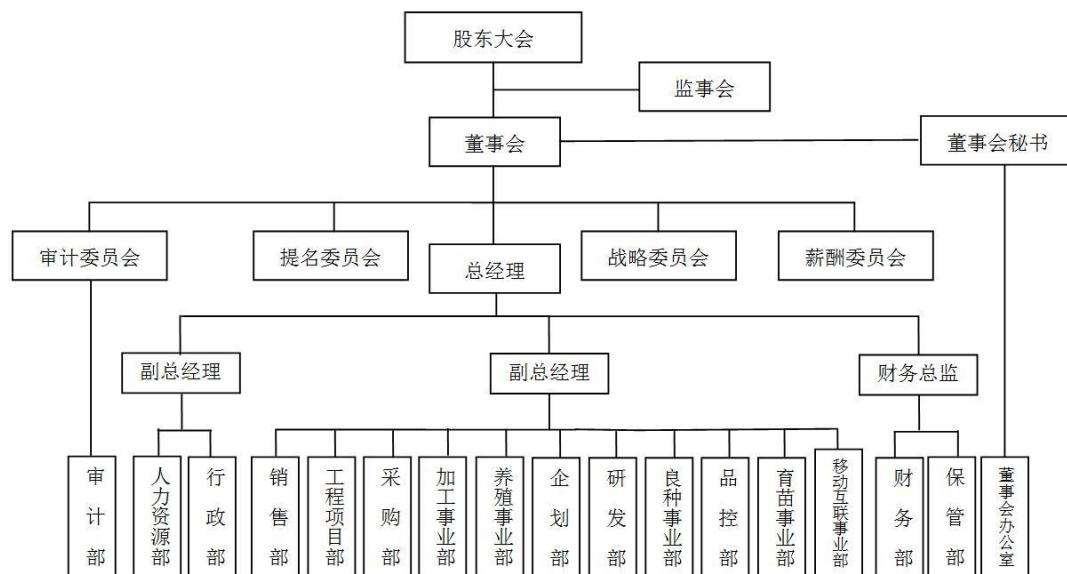 股东大会
监事会
董事会
董事会秘书
审计委员会
提名委员会
总经理
战略委员会
薪酬委员会
副总经理
副总经理
财务总监
审计部
人力资源部
行政部
销售部
工程项目部
采购部
加工事业部
养殖事业部
企划部
研发部
良种事业部
品控部
育苗事业部
移动互联事业部
财务部
保管部
董事会办公室